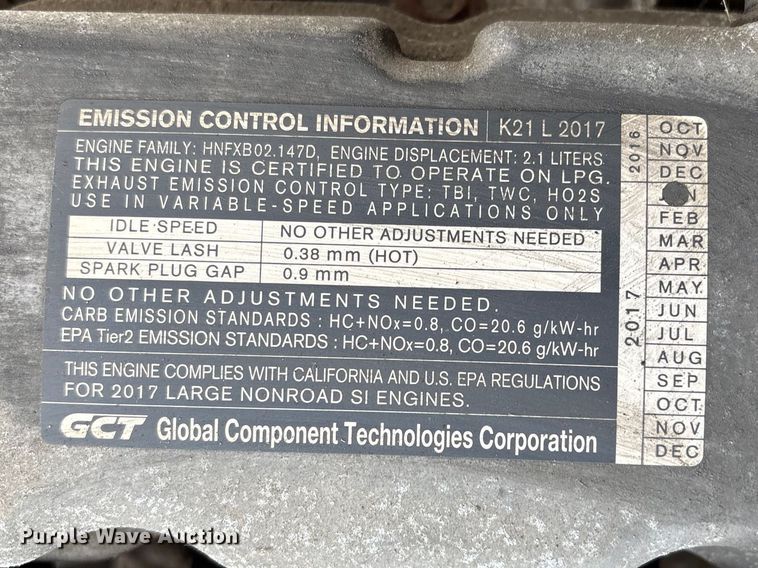 EMISSION CONTROL INFORMATION K21 L 2017
ENGINE FAMILY: HNFXB02.147D, ENGINE DISPLACEMENT: 2.1 LITERS
THIS ENGINE IS CERTIFIED TO OPERATE ON LPG.
EXHAUST EMISSION CONTROL TYPE: TBI, TWC, HO2S
USE IN VARIABLE-SPEED APPLICATIONS ONLY
IDLE SPEED NO OTHER ADJUSTMENTS NEEDED
VALVE LASH 0.38 mm (HOT)
SPARK PLUG GAP 0.9 mm
NO OTHER ADJUSTMENTS NEEDED.
CARB EMISSION STANDARDS : HC+NOx=0.8, CO=20.6 g/kW-hr
EPA Tier2 EMISSION STANDARDS : HC+NOx=0.8, CO=20.6 g/kW-hr
THIS ENGINE COMPLIES WITH CALIFORNIA AND U.S. EPA REGULATIONS
FOR 2017 LARGE NONROAD SI ENGINES.
GCT Global Component Technologies Corporation
2016
OCT
NOV
DEC
2017
FEB
MAR
APR
MAY
JUN
JUL
AUG
SEP
OCT
NOV
DEC
Purple Wave Auction